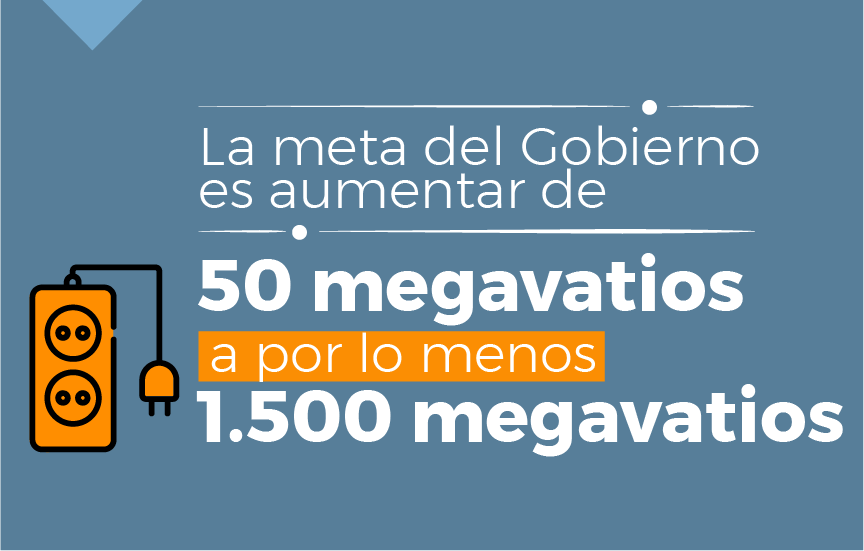 La meta del Gobierno
es aumentar de
50 megavatios
a por lo menos
1.500 megavatios